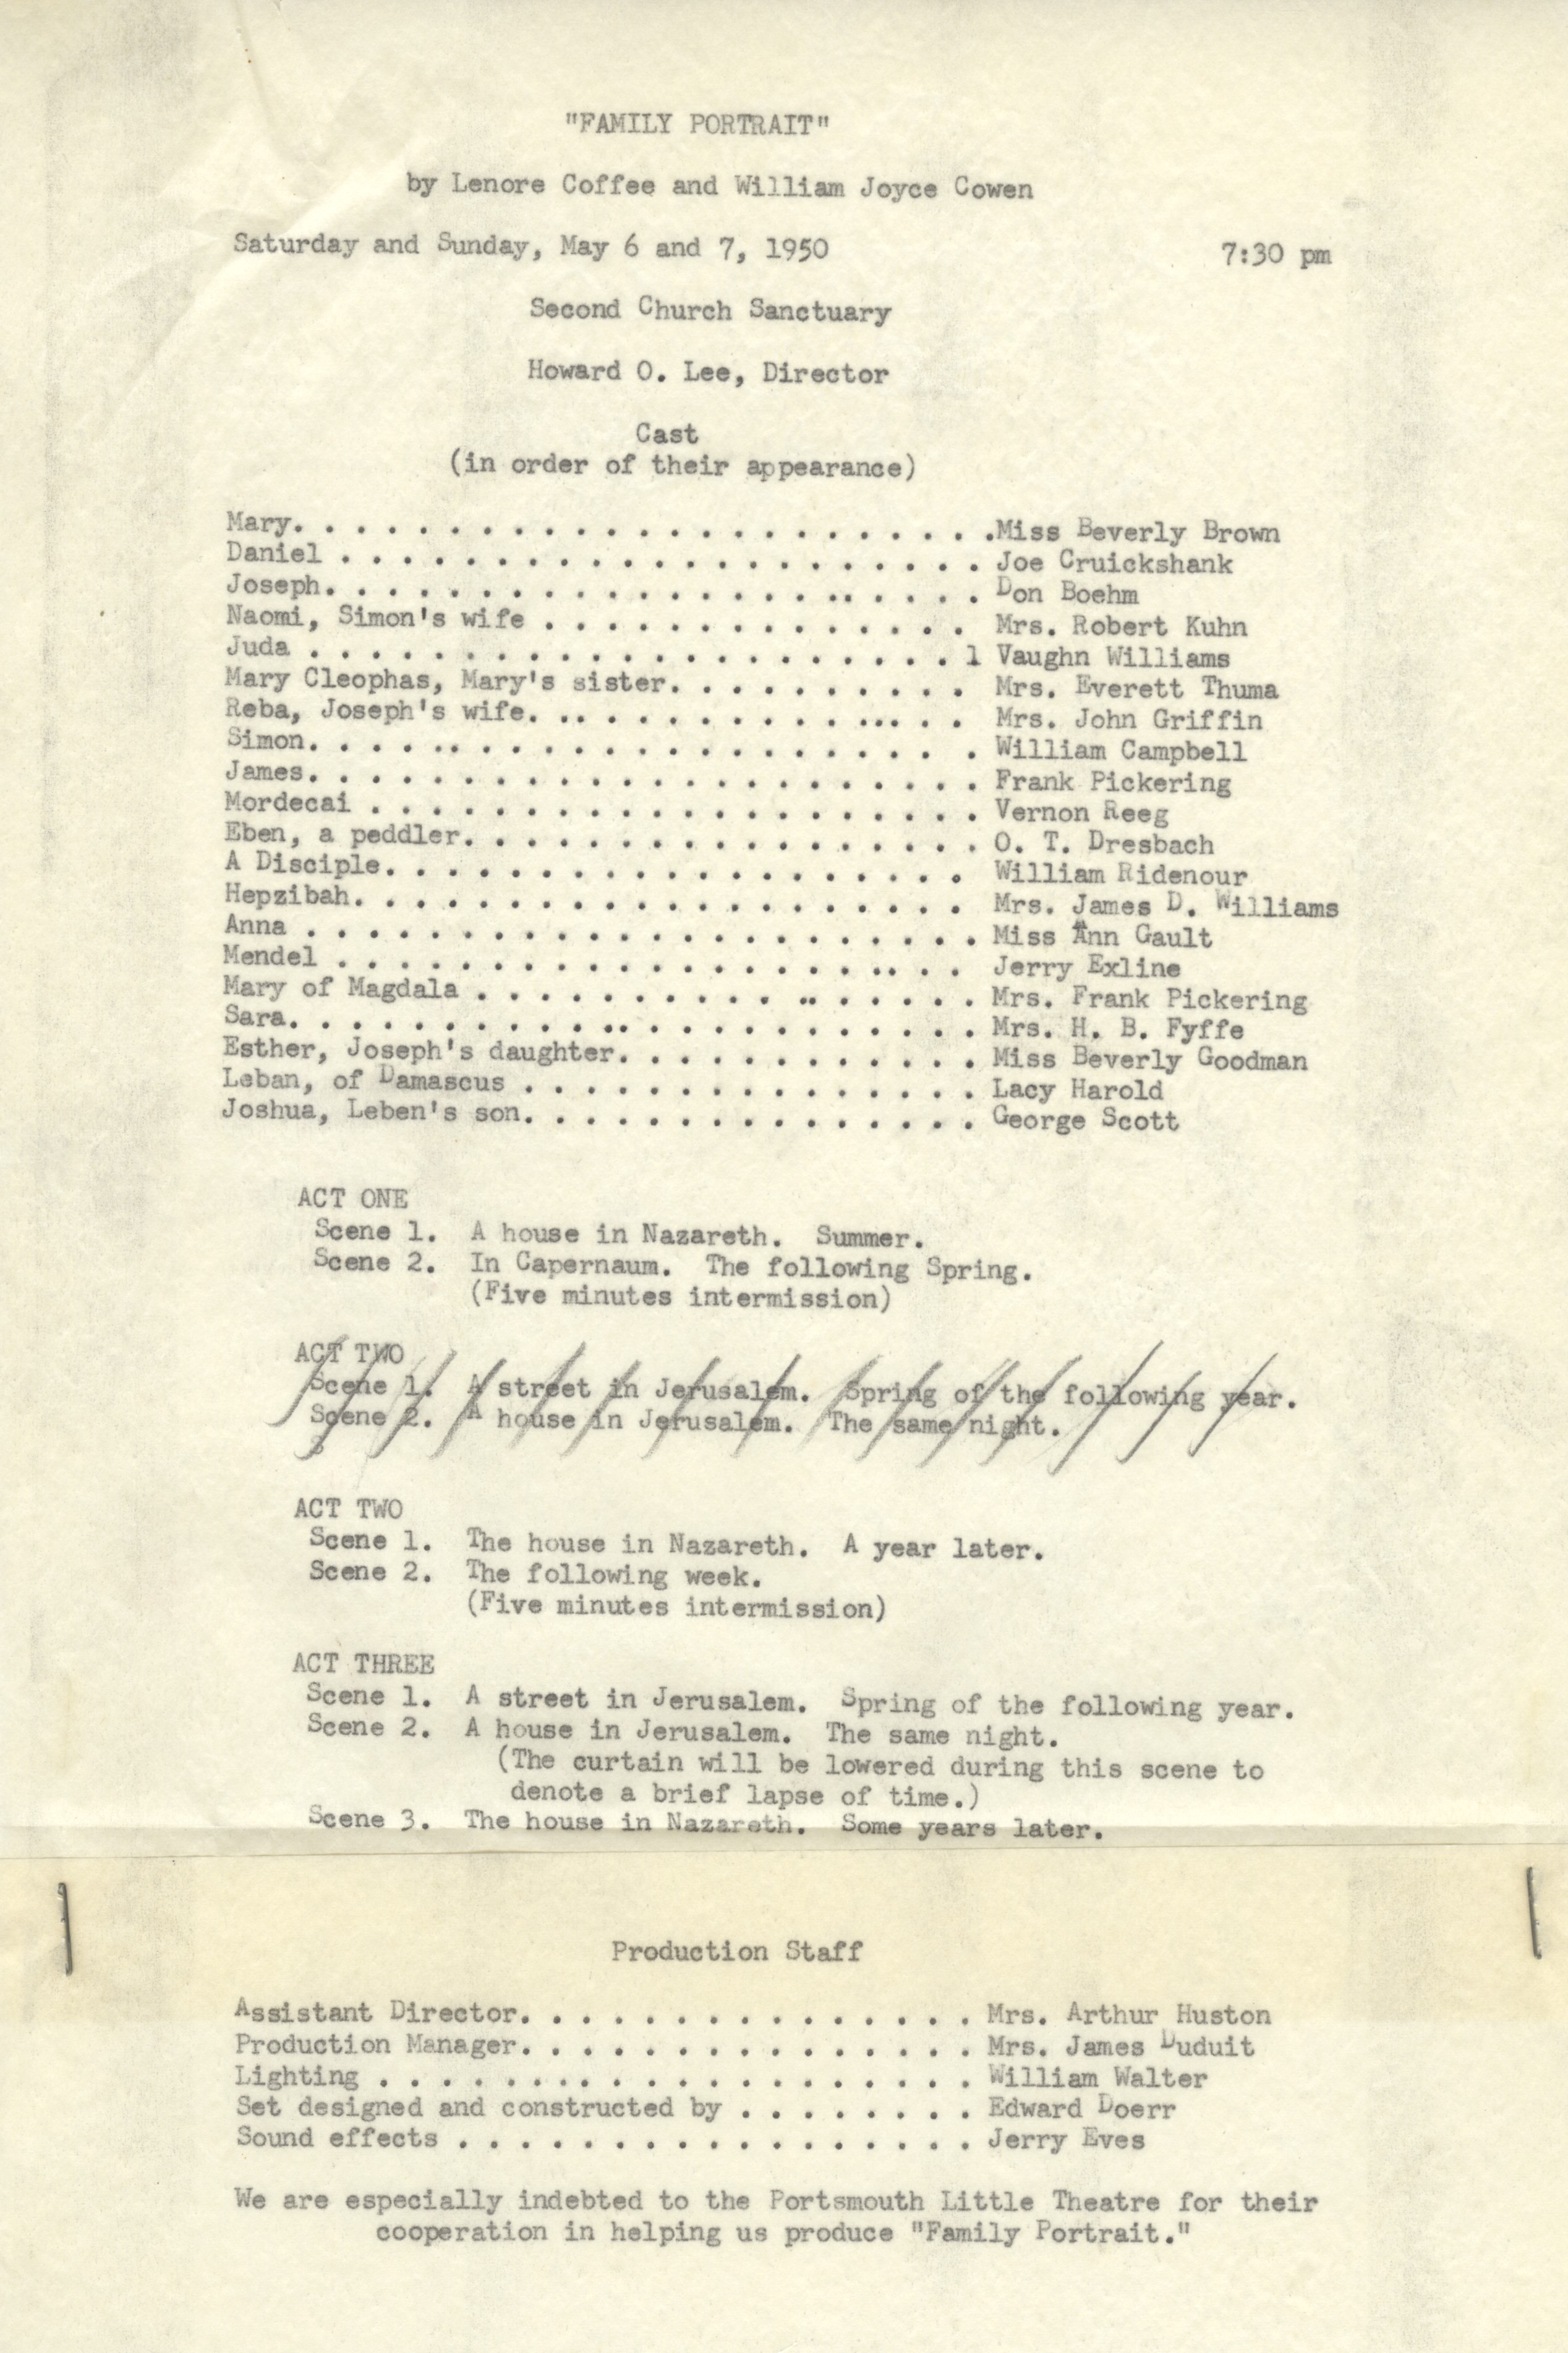 "FAMILY PORTRAIT"
by Lenore Coffee and William Joyce Cowen
Saturday and Sunday, May 6 and 7, 1950 7:30 pm
Second Church Sanctuary
Howard O. Lee, Director
Cast
(in order of their appearance)
Mary. . . . . . . . . . . . . . . . . . . . . . .Miss Beverly Brown
Daniel . . . . . . . . . . . . . . . . . . . . . Joe Cruickshank
Joseph. . . . . . . . . . . . . . . . . .. . . . . Don Boehm
Naomi, Simon's wife . . . . . . . . . . . . . . Mrs. Robert Kuhn
Juda . . . . . . . . . . . . . . . . . . . . . 1 Vaughn Williams
Mary Cleophas, Mary's sister. . . . . . . . . . Mrs. Everett Thuma
Reba, Joseph's wife. .. . . . . . . . . ... . . Mrs. John Griffin
Simon. . . . .. . . . . . . . . . . . . . . . . . William Campbell
James. . . . . . . . . . . . . . . . . . . . . . Frank Pickering
Mordecai . . . . . . . . . . . . . . . . . . . . Vernon Reeg
Eben, a peddler. . . . . . . . . . . . . . . . . O. T. Dresbach
A Disciple. . . . . . . . . . . . . . . . . . . William Ridenour
Hepzibah. . . . . . . . . . . . . . . . . . . . Mrs. James D. Williams
Anna . . . . . . . . . . . . . . . . . . . . . . Miss Ann Gault
Mendel . . . . . . . . . . . . . . . . . .. . . Jerry Exline
Mary of Magdala . . . . . . . . . . .. . . . . . Mrs. Frank Pickering
Sara. . . . . . . . . . .. . . . . . . . . . . . Mrs. H. B. Fyffe
Esther, Joseph's daughter. . . . . . . . . . . . Miss Beverly Goodman
Leban, of Damascus . . . . . . . . . . . . . . . Lacy Harold
Joshua, Leben's son. . . . . . . . . . . . . . . George Scott
ACT ONE
Scene 1. A house in Nazareth. Summer.
Scene 2. In Capernaum. The following Spring.
(Five minutes intermission)
ACT TWO
Scene 1. A street in Jerusalem. Spring of the following year.
Scene 2. A house in Jerusalem. The same night.
ACT TWO
Scene 1. The house in Nazareth. A year later.
Scene 2. The following week.
(Five minutes intermission)
ACT THREE
Scene 1. A street in Jerusalem. Spring of the following year.
Scene 2. A house in Jerusalem. The same night.
(The curtain will be lowered during this scene to
denote a brief lapse of time.)
Scene 3. The house in Nazareth. Some years later.
Production Staff
Assistant Director. . . . . . . . . . . . . . . Mrs. Arthur Huston
Production Manager. . . . . . . . . . . . . . . Mrs. James Duduit
Lighting . . . . . . . . . . . . . . . . . . . . William Walter
Set designed and constructed by . . . . . . . . Edward Doerr
Sound effects . . . . . . . . . . . . . . . . . Jerry Eves
We are especially indebted to the Portsmouth Little Theatre for their
cooperation in helping us produce "Family Portrait."